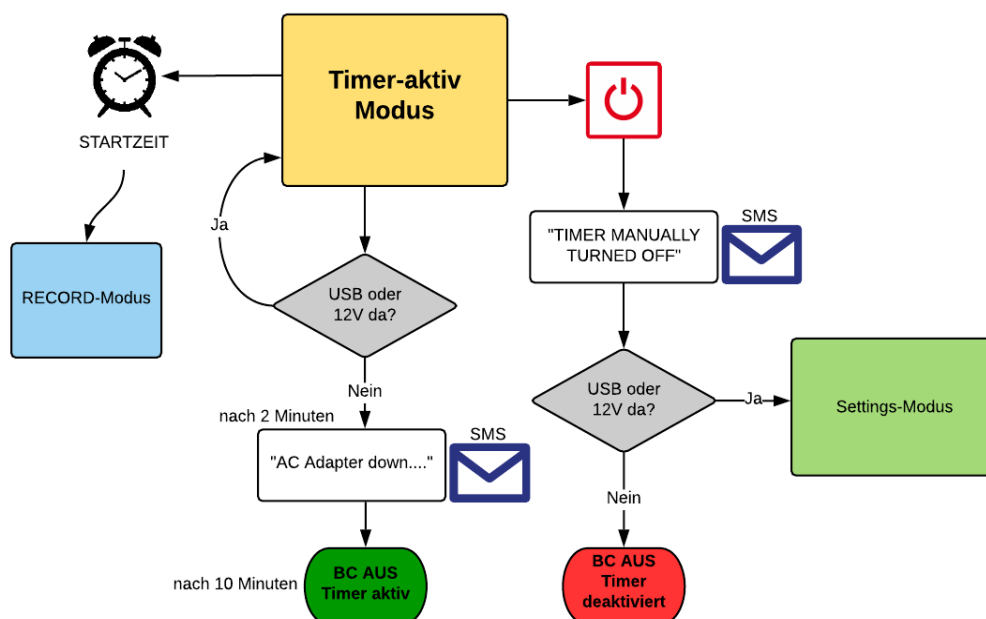 Timer-aktiv
Modus
STARTZEIT
RECORD-Modus
Ja
USB oder
12V da?
Nein
nach 2 Minuten
"AC Adapter down...."
SMS
nach 10 Minuten
BC AUS
Timer aktiv
"TIMER MANUALLY
TURNED OFF"
SMS
USB oder
12V da?
Ja
Settings-Modus
Nein
BC AUS
Timer
deaktiviert